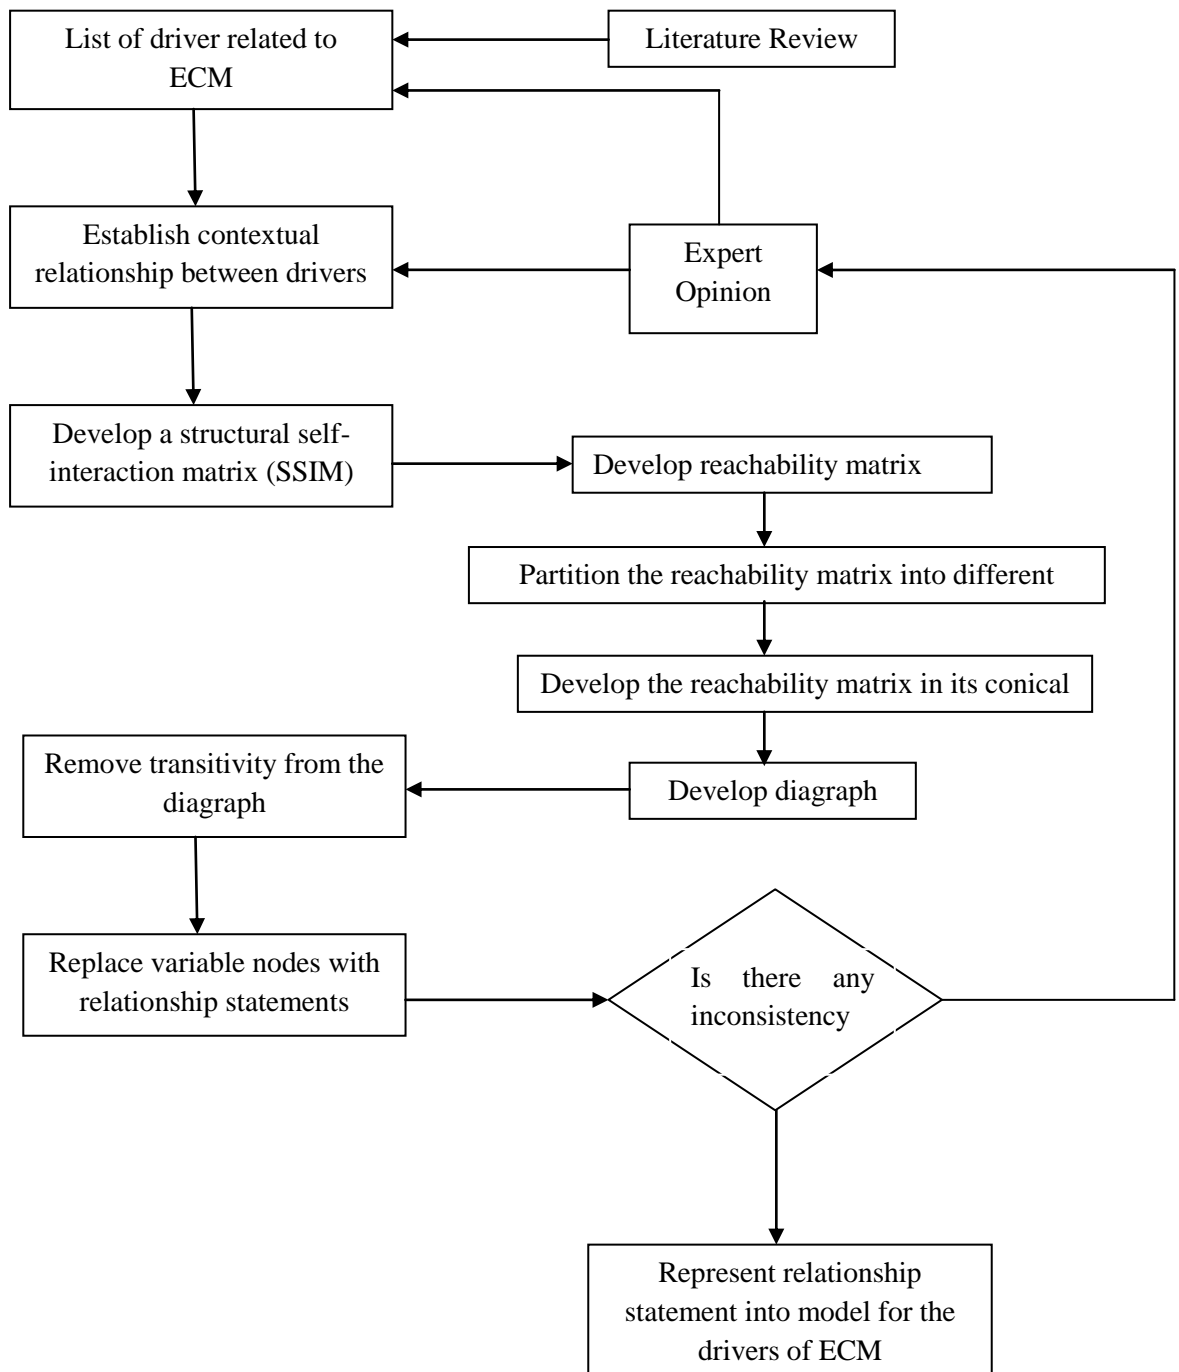 List of driver related to
ECM
Literature Review
Establish contextual
relationship between drivers
Expert
Opinion
Develop a structural self-
interaction matrix (SSIM)
Develop reachability matrix
Partition the reachability matrix into different
Develop the reachability matrix in its conical
Remove transitivity from the
diagraph
Develop diagraph
Replace variable nodes with
relationship statements
Is there any
inconsistency
Represent relationship
statement into model for the
drivers of ECM